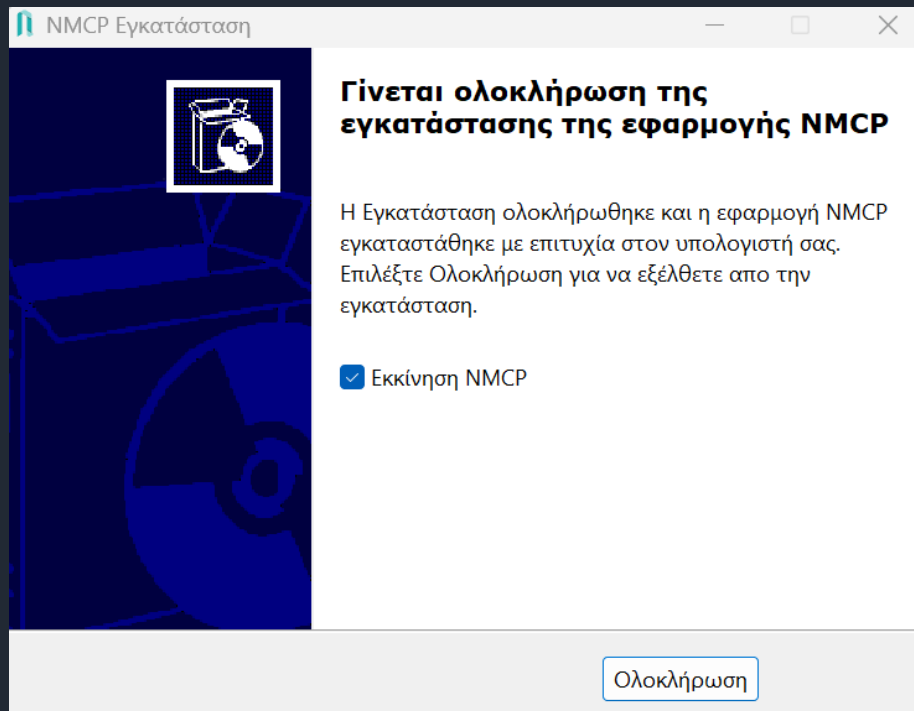 NMCP Εγκατάσταση
Γίνεται ολοκλήρωση της
εγκατάστασης της εφαρμογής NMCP
Η Εγκατάσταση ολοκλήρωθηκε και η εφαρμογή NMCP
εγκαταστάθηκε με επιτυχία στον υπολογιστή σας.
Επιλέξτε Ολοκλήρωση για να εξέλθετε απο την
εγκατάσταση.
Εκκίνηση NMCP
Ολοκλήρωση